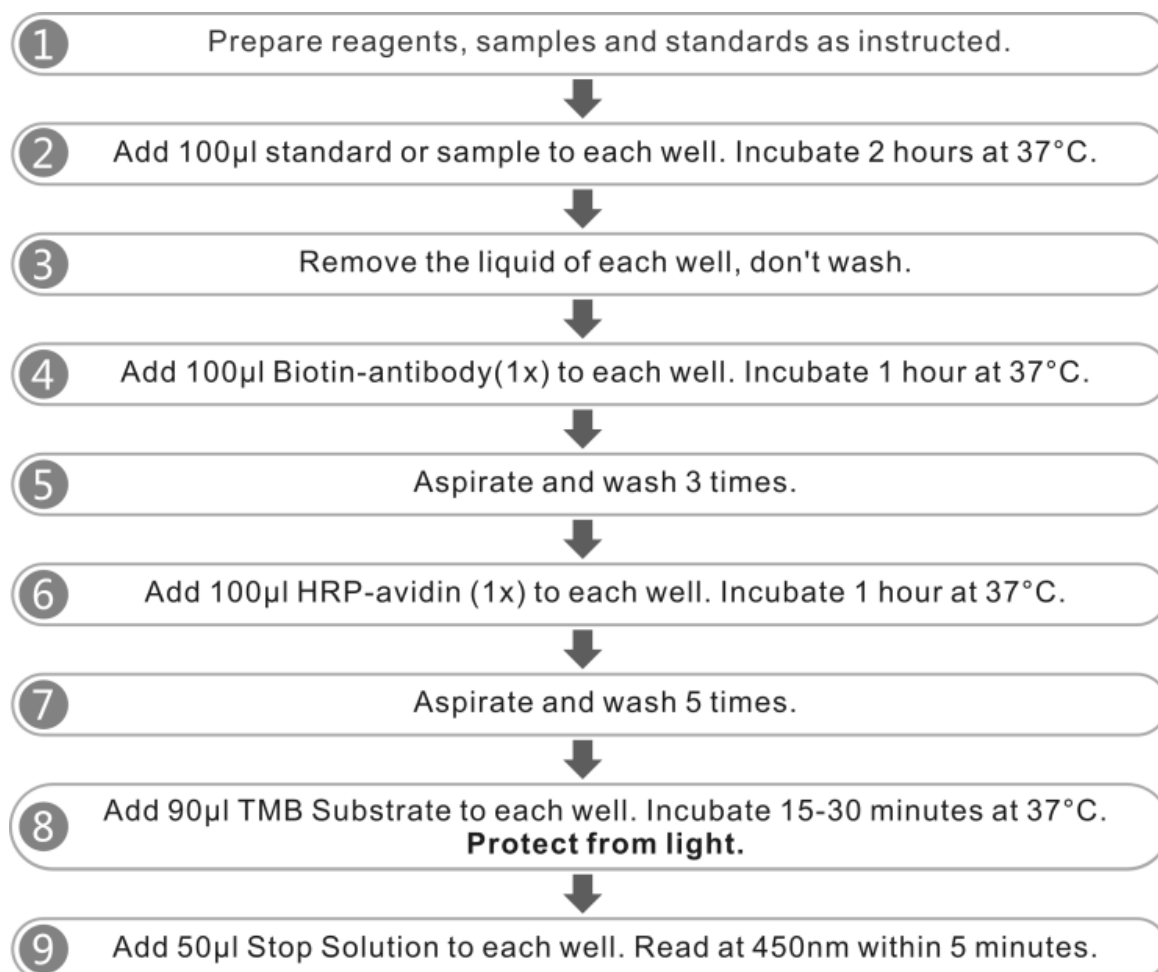 1 Prepare reagents, samples and standards as instructed.
2 Add 100µl standard or sample to each well. Incubate 2 hours at 37°C.
3 Remove the liquid of each well, don't wash.
4 Add 100µl Biotin-antibody(1x) to each well. Incubate 1 hour at 37°C.
5 Aspirate and wash 3 times.
6 Add 100µl HRP-avidin (1x) to each well. Incubate 1 hour at 37°C.
7 Aspirate and wash 5 times.
8 Add 90µl TMB Substrate to each well. Incubate 15-30 minutes at 37°C.
Protect from light.
9 Add 50µl Stop Solution to each well. Read at 450nm within 5 minutes.